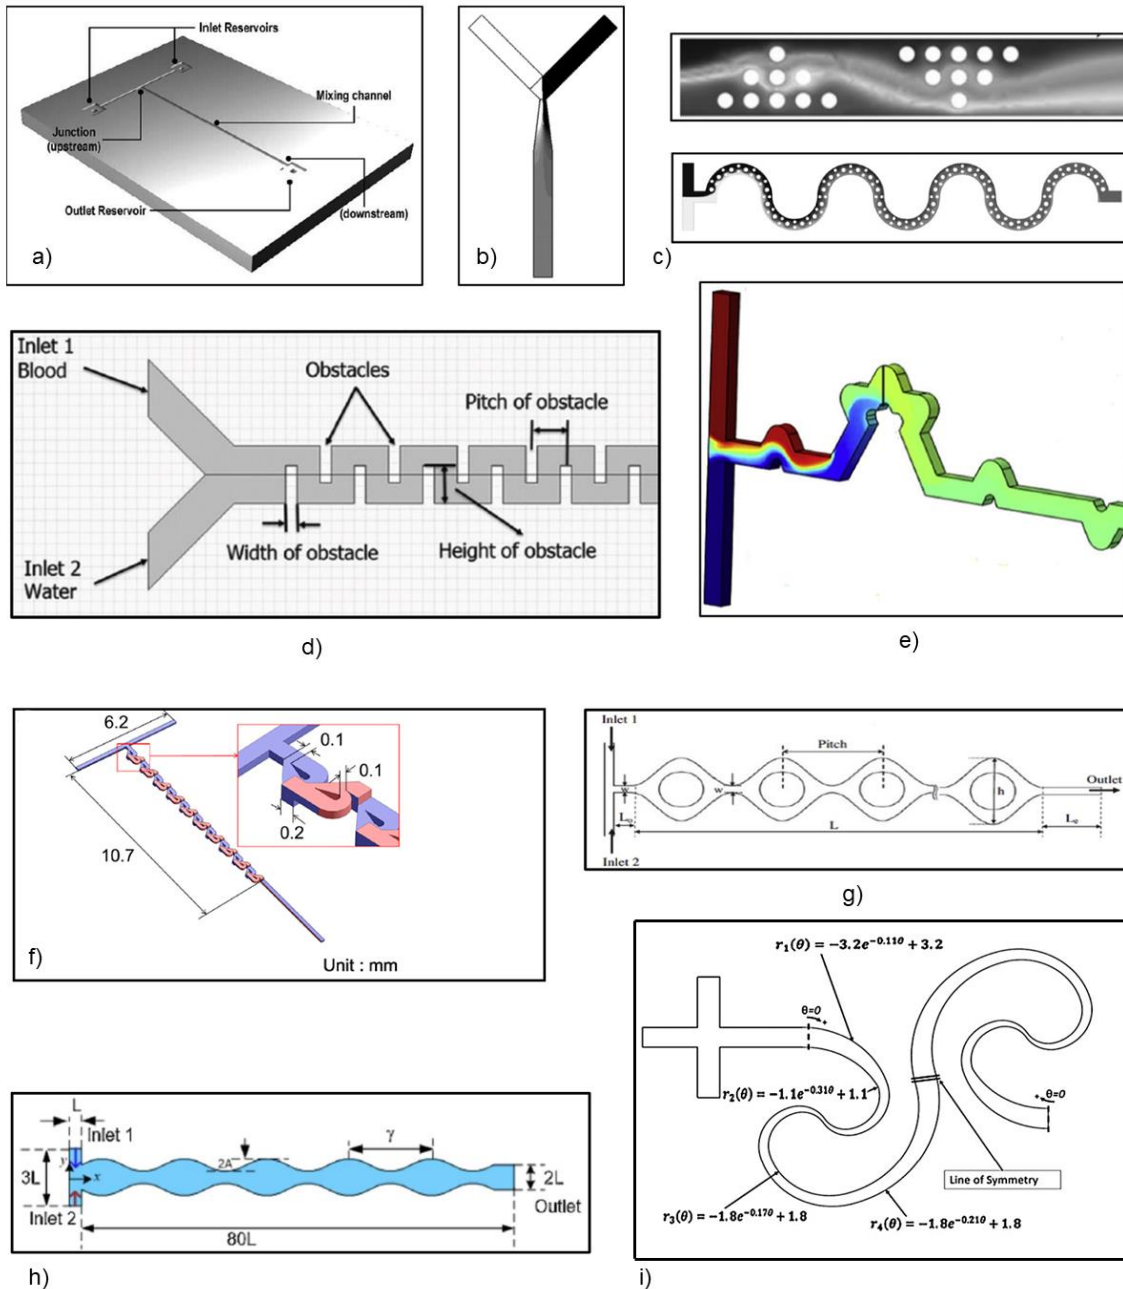 Inlet Reservoirs
Mixing channel
Junction
(upstream)
Outlet Reservoir
(downstream)
a)
b)
c)
Inlet 1
Blood
Obstacles
Pitch of obstacle
Width of obstacle
Height of obstacle
Inlet 2
Water
d)
e)
6.2
0.1
0.1
0.2
10.7
Unit : mm
f)
Inlet 1
Pitch
Outlet
w
w
h
L
Inlet 2
g)
r₁(θ) = −3.2e^−0.11θ + 3.2
θ=0
r₂(θ) = −1.1e^−0.31θ + 1.1
θ=0
Line of Symmetry
r₃(θ) = −1.8e^−0.17θ + 1.8
r₄(θ) = −1.8e^−0.21θ + 1.8
i)
L
Inlet 1
γ
2A
3L
y
x
2L
Outlet
Inlet 2
80L
h)